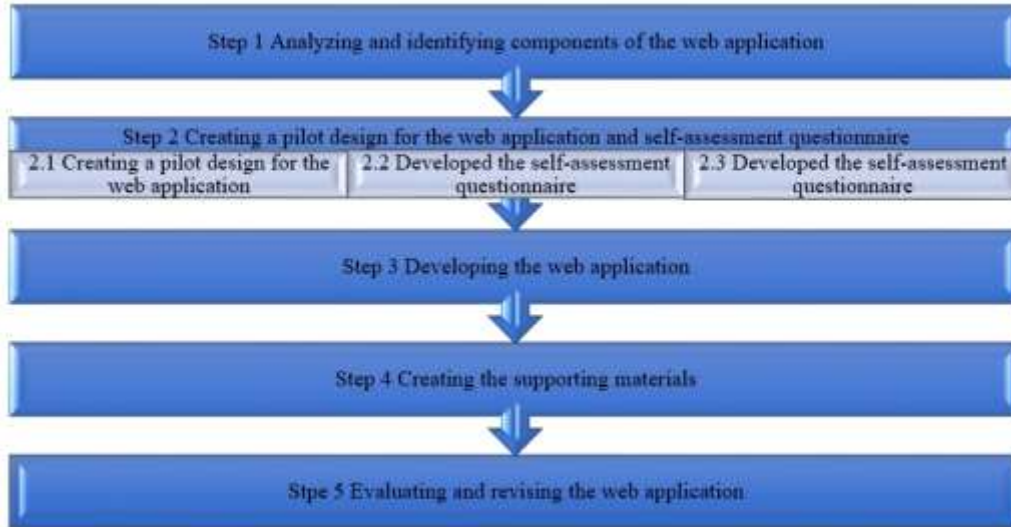 Step 1 Analyzing and identifying components of the web application
Step 2 Creating a pilot design for the web application and self-assessment questionnaire
2.1 Creating a pilot design for the
web application
2.2 Developed the self-assessment
questionnaire
2.3 Developed the self-assessment
questionnaire
Step 3 Developing the web application
Step 4 Creating the supporting materials
Stpe 5 Evaluating and revising the web application